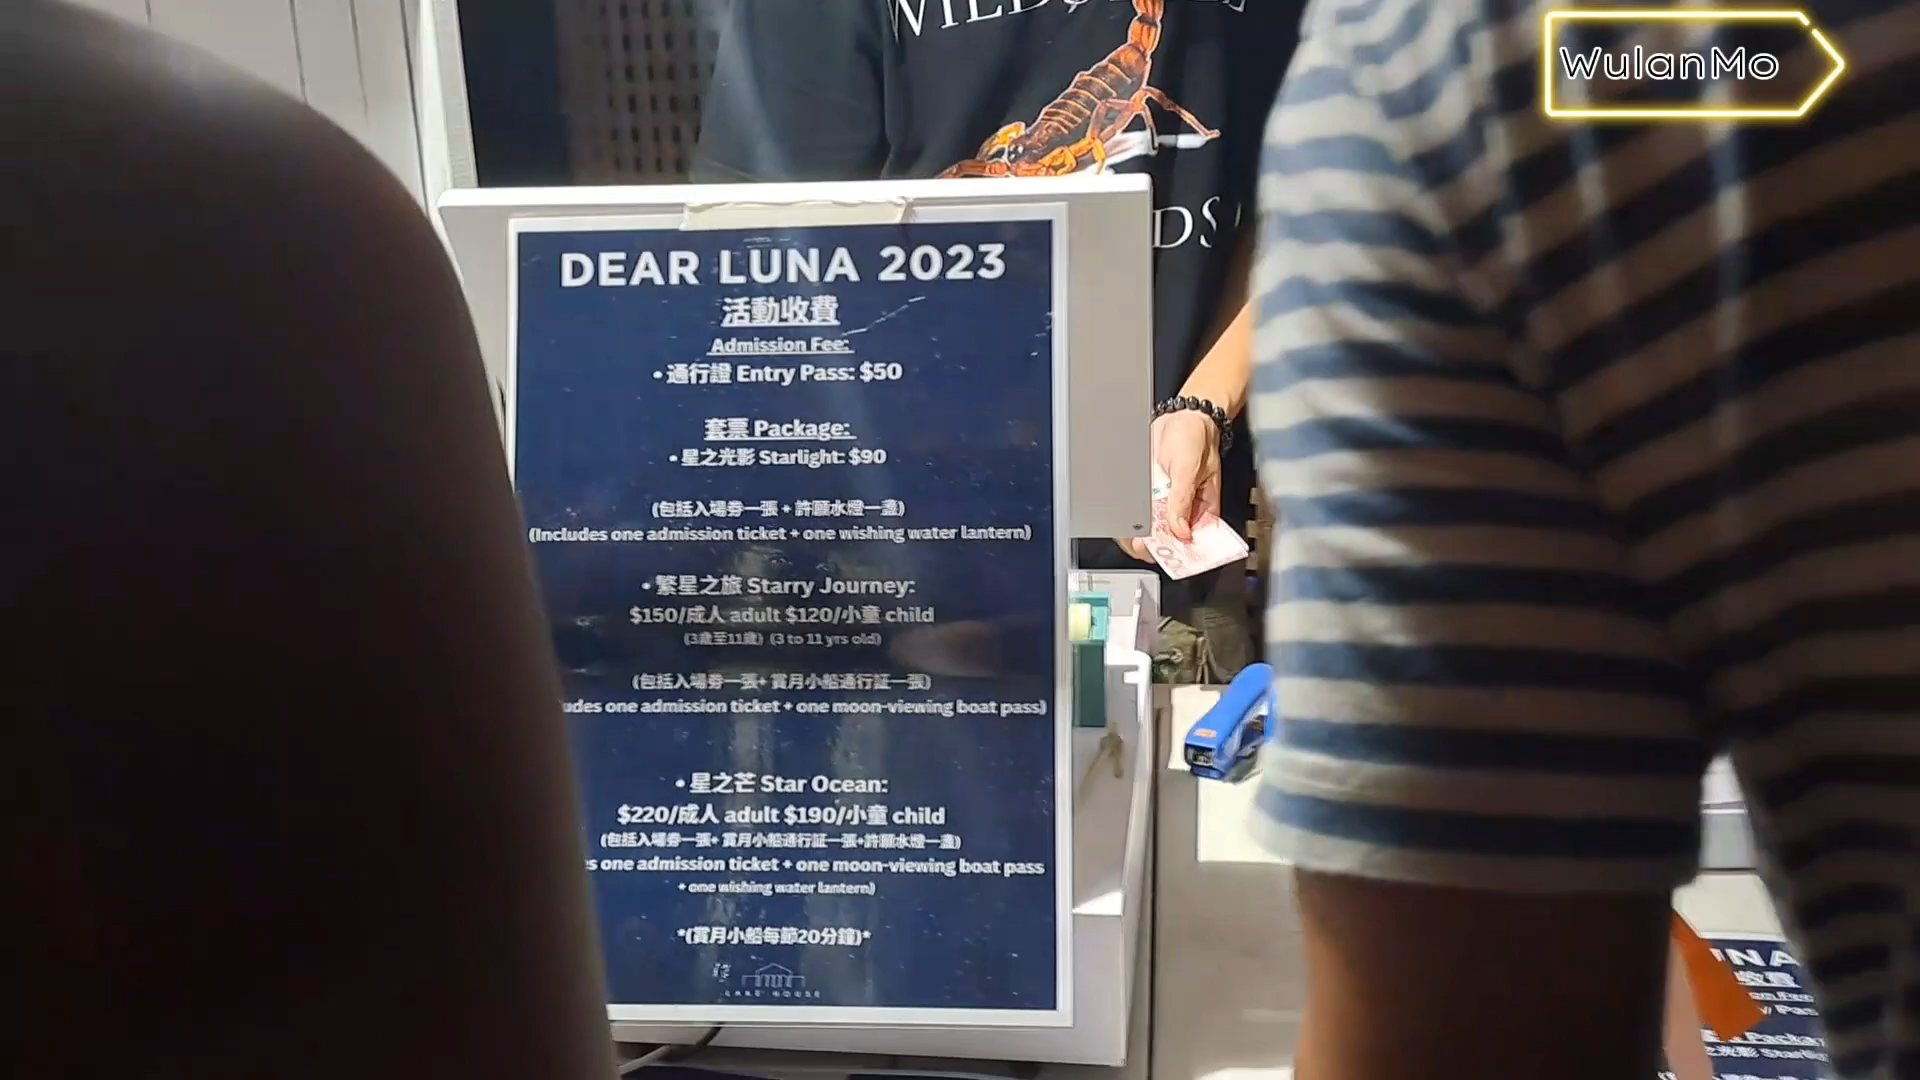 WulanMo
DEAR LUNA 2023
活動收費
Admission Fee:
• 通行證 Entry Pass: $50
套票 Package:
• 星之光影 Starlight: $90
(包括入場券一張 + 許願水燈一盞)
(Includes one admission ticket + one wishing water lantern)
• 繁星之旅 Starry Journey:
$150/成人 adult $120/小童 child
(3歲至11歲) (3 to 11 yrs old)
(包括入場券一張+ 賞月小船通行証一張)
udes one admission ticket + one moon-viewing boat pass)
• 星之芒 Star Ocean:
$220/成人 adult $190/小童 child
(包括入場券一張+ 賞月小船通行証一張+許願水燈一盞)
s one admission ticket + one moon-viewing boat pass
+ one wishing water lantern)
*(賞月小船每節20分鐘)*
LAKE HOUSE